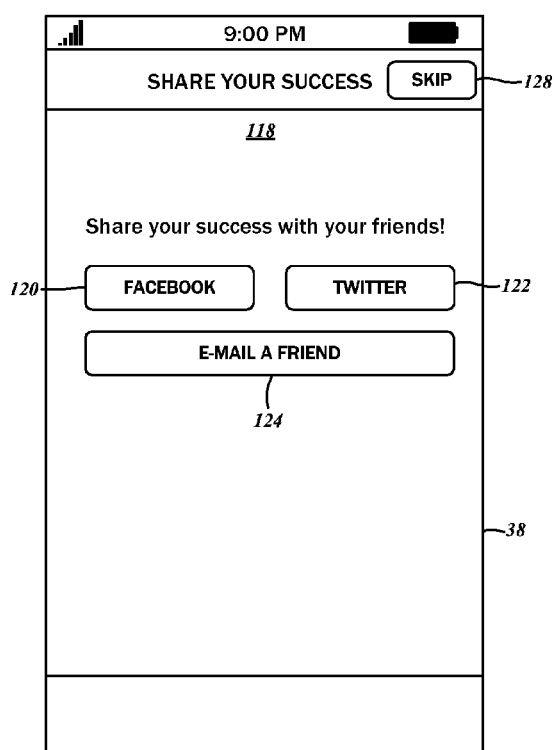 9:00 PM
SHARE YOUR SUCCESS SKIP
128
118
Share your success with your friends!
120 FACEBOOK TWITTER 122
E-MAIL A FRIEND
124
38